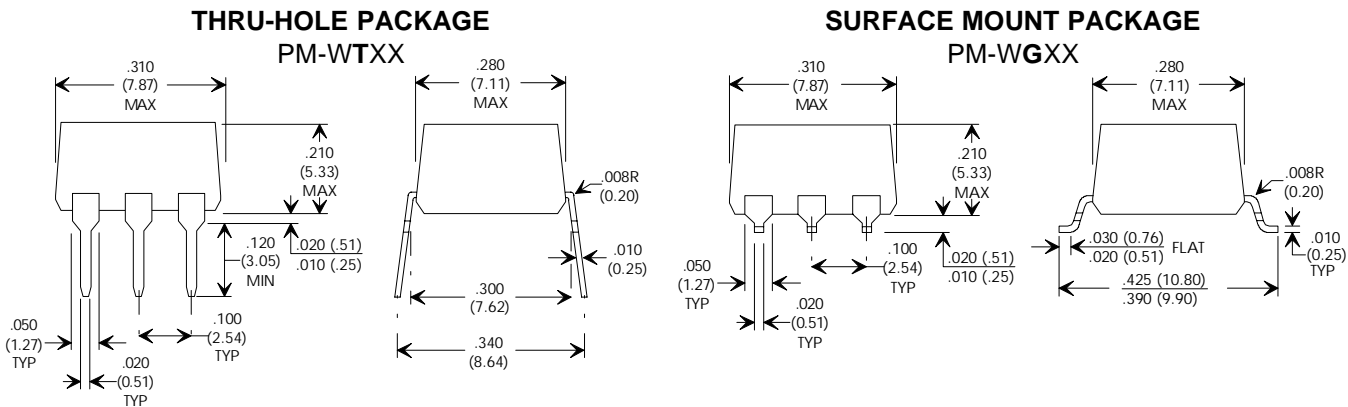 THRU-HOLE PACKAGE
PM-WTXX
.310
(7.87)
MAX
.280
(7.11)
MAX
.210
(5.33)
MAX
.008R
(0.20)
.120
(3.05)
MIN
.020 (.51)
.010 (.25)
.010
(0.25)
.300
(7.62)
.050
(1.27)
TYP
.100
(2.54)
TYP
.340
(8.64)
.020
(0.51)
TYP
SURFACE MOUNT PACKAGE
PM-WGXX
.310
(7.87)
MAX
.280
(7.11)
MAX
.210
(5.33)
MAX
.008R
(0.20)
.030 (0.76)
.020 (0.51)
FLAT
.010
(0.25)
TYP
.050
(1.27)
TYP
.100
(2.54)
TYP
.020 (.51)
.010 (.25)
.425 (10.80)
.390 (9.90)
.020
(0.51)
TYP